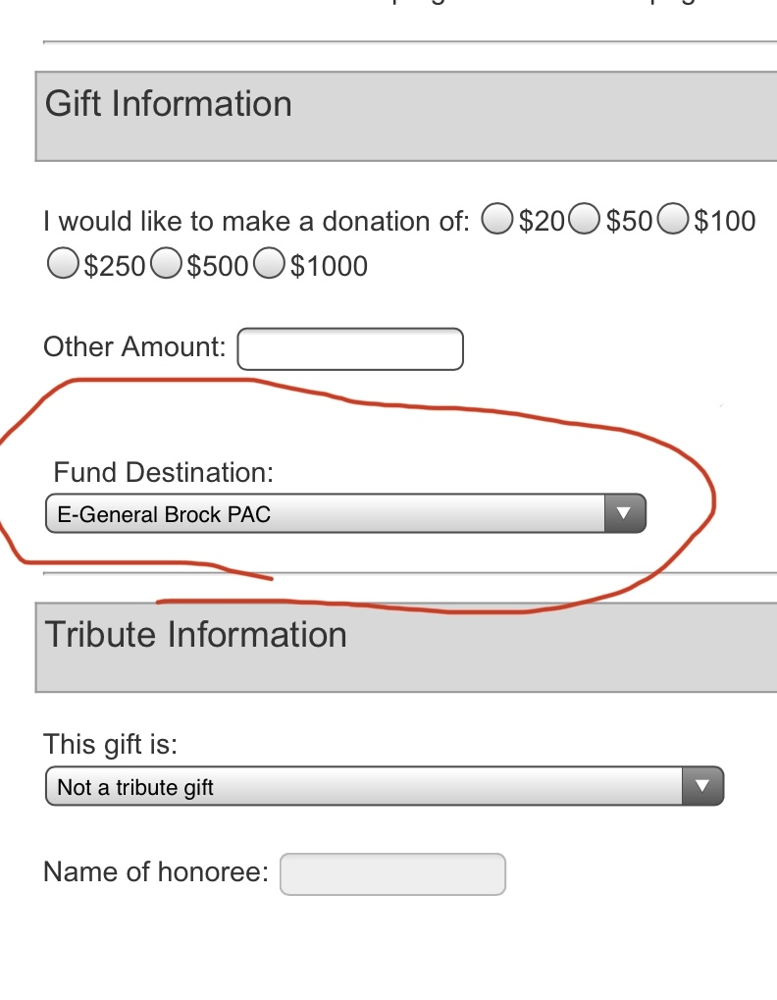 Gift Information
I would like to make a donation of: $20 $50 $100
$250 $500 $1000
Other Amount:
Fund Destination:
E-General Brock PAC
Tribute Information
This gift is:
Not a tribute gift
Name of honoree: